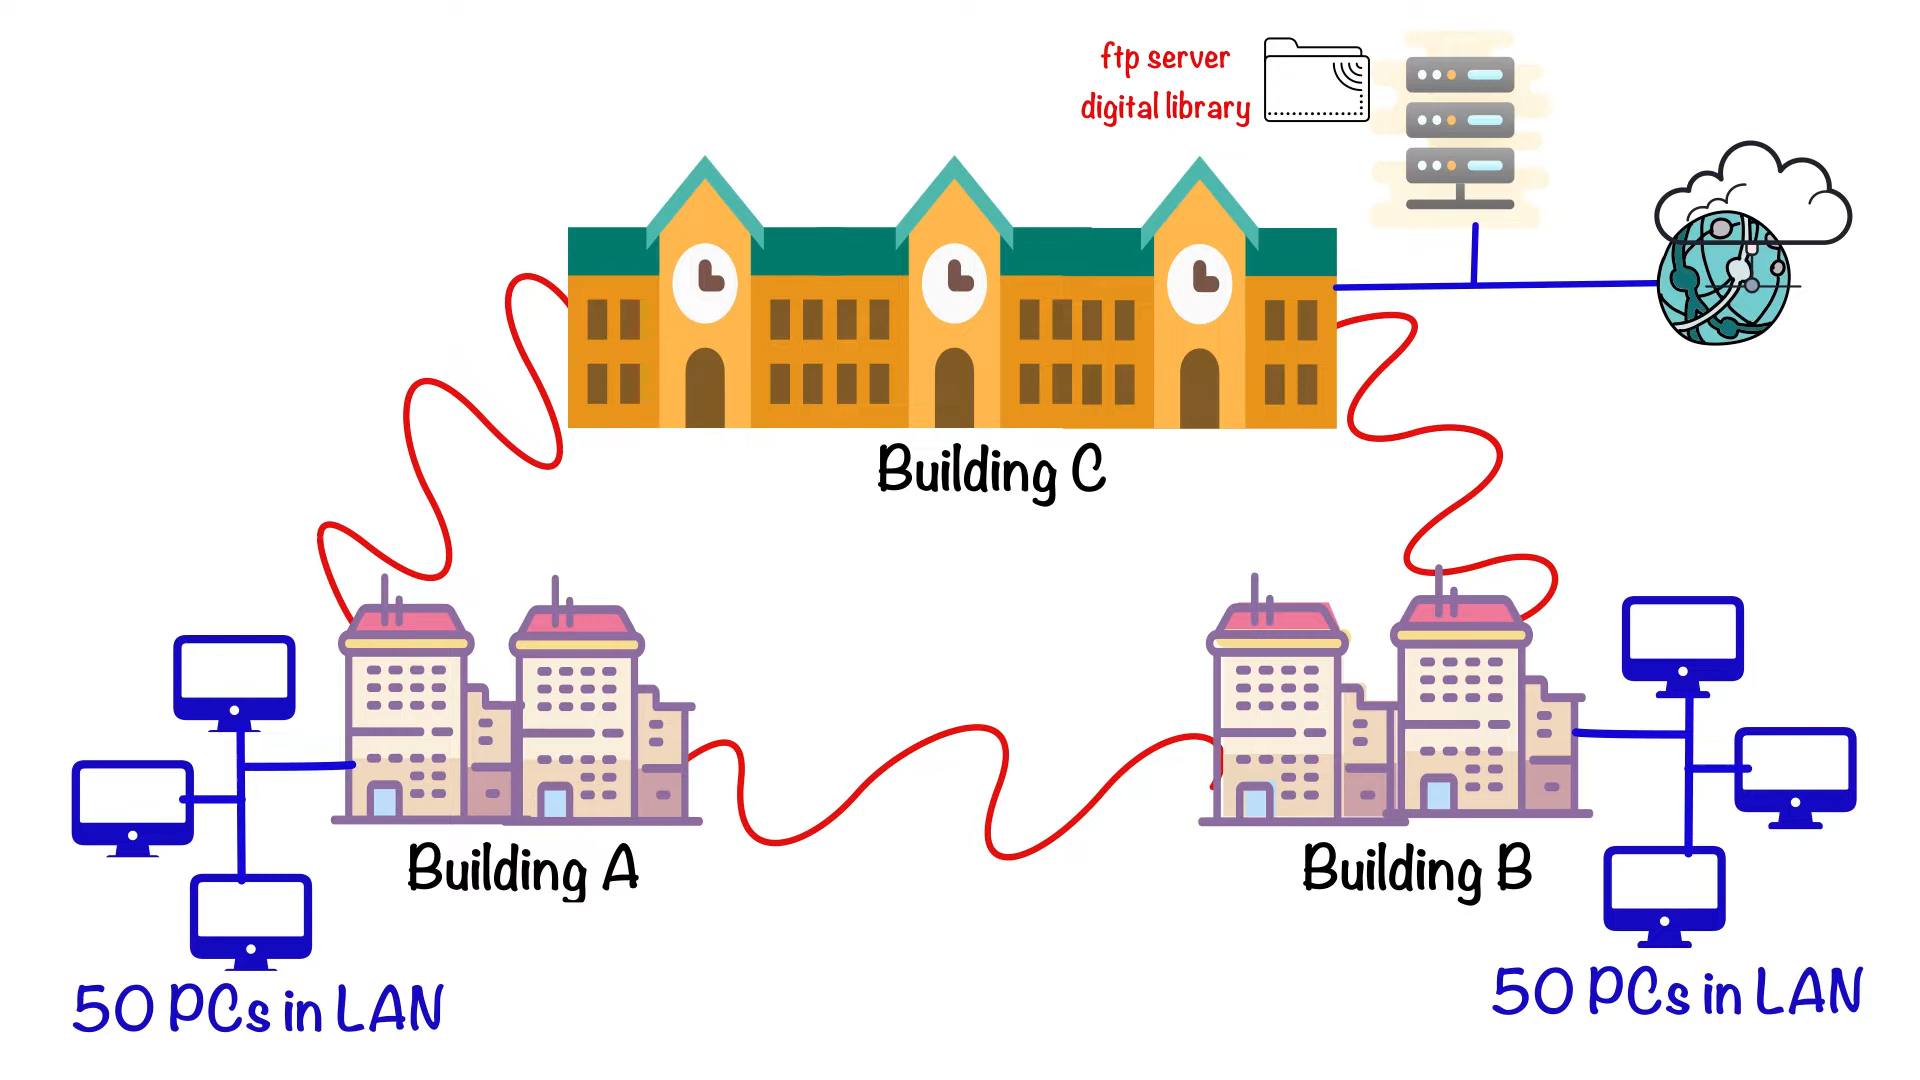 ftp server
digital library
Building C
Building A
Building B
50 PCs in LAN
50 PCs in LAN